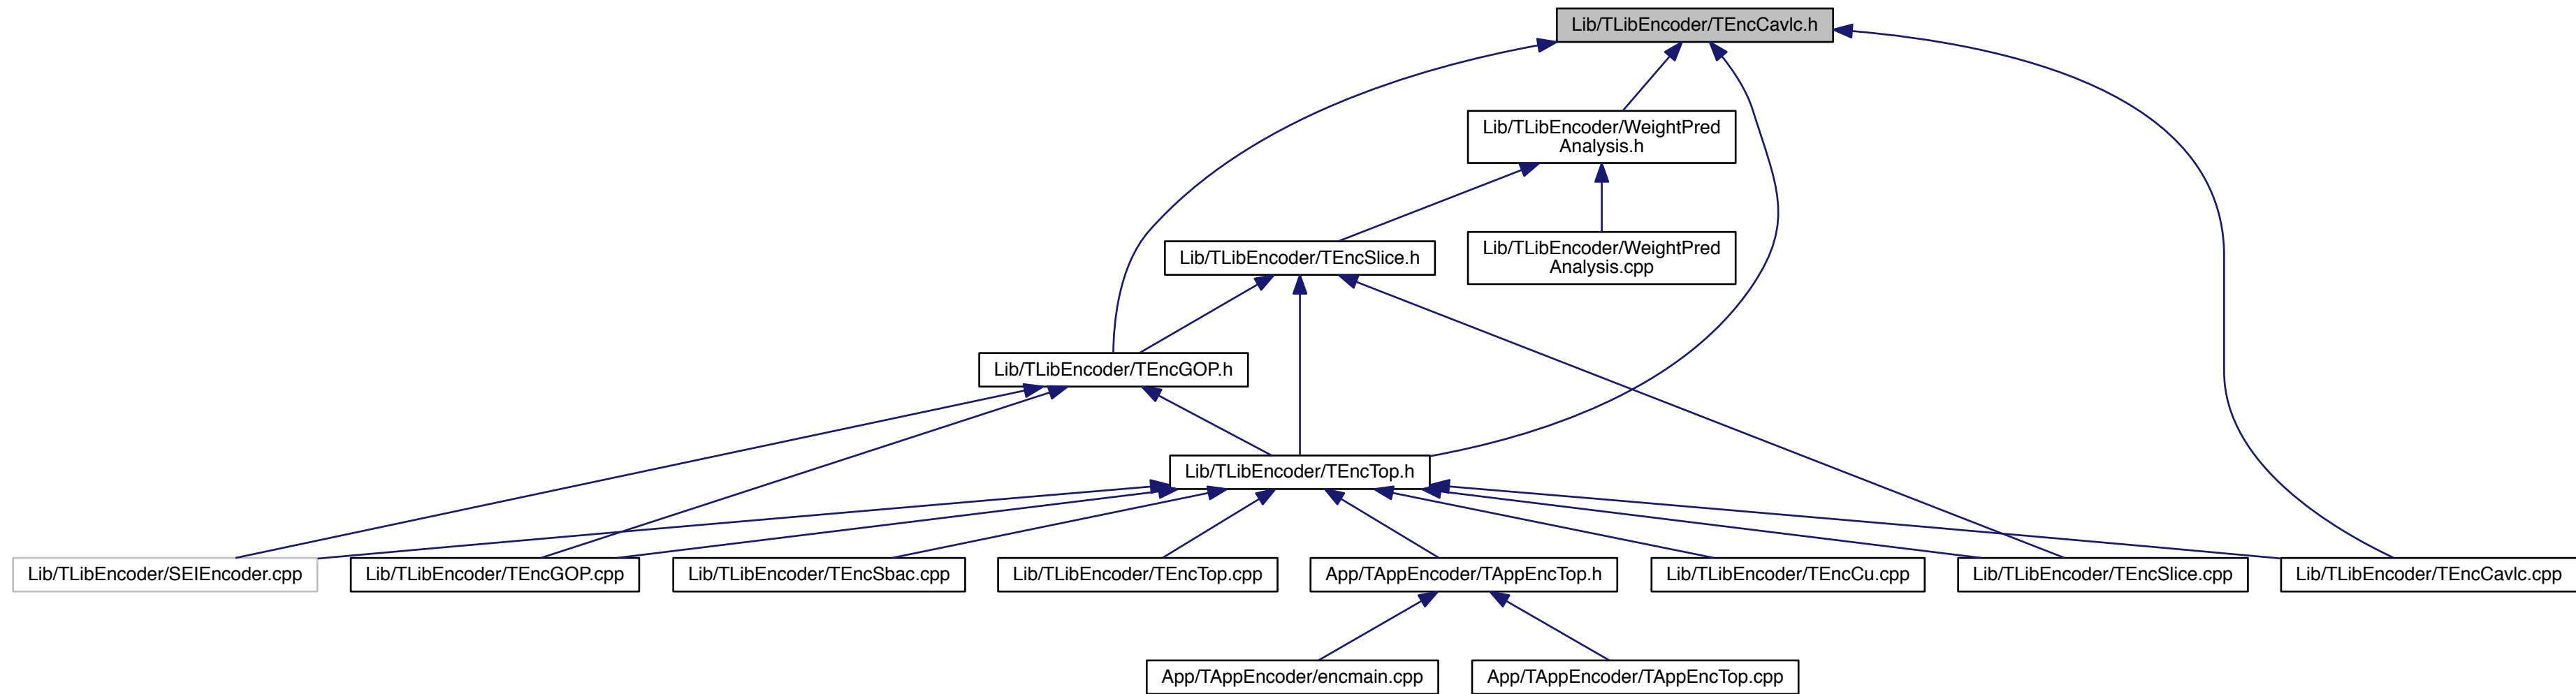 Lib/TLibEncoder/TEncCavlc.h
Lib/TLibEncoder/WeightPred
Analysis.h
Lib/TLibEncoder/TEncSlice.h
Lib/TLibEncoder/WeightPred
Analysis.cpp
Lib/TLibEncoder/TEncGOP.h
Lib/TLibEncoder/TEncTop.h
Lib/TLibEncoder/SEIEncoder.cpp
Lib/TLibEncoder/TEncGOP.cpp
Lib/TLibEncoder/TEncSbac.cpp
Lib/TLibEncoder/TEncTop.cpp
App/TAppEncoder/TAppEncTop.h
Lib/TLibEncoder/TEncCu.cpp
Lib/TLibEncoder/TEncSlice.cpp
Lib/TLibEncoder/TEncCavlc.cpp
App/TAppEncoder/encmain.cpp
App/TAppEncoder/TAppEncTop.cpp